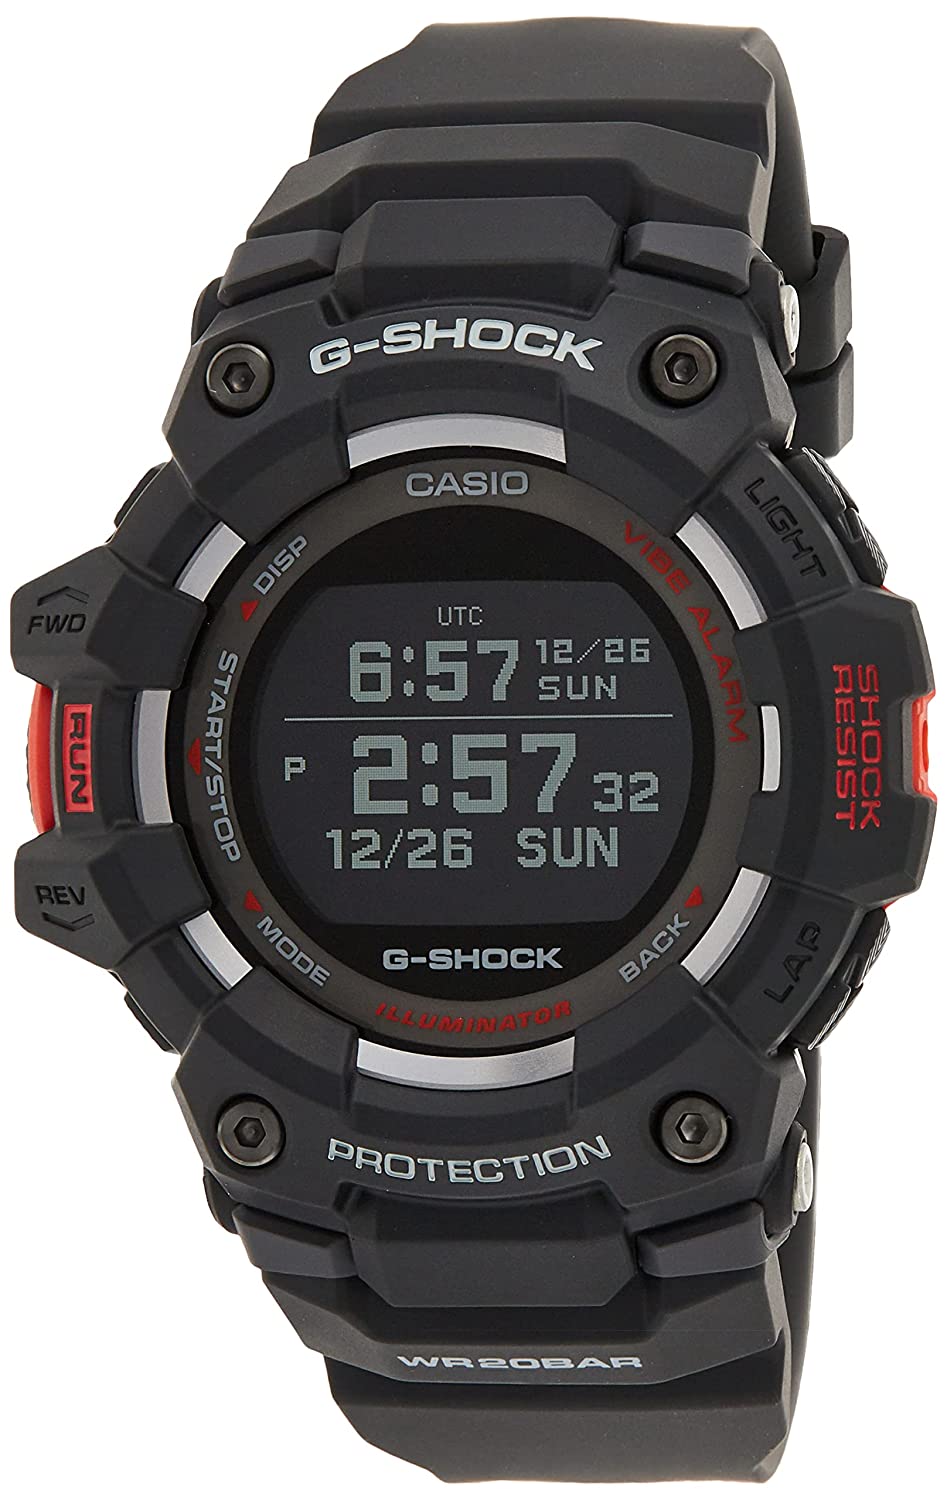 G-SHOCK
CASIO
DISP
VIBE ALARM
LIGHT
FWD
START/STOP
RUN
REV
MODE
UTC
6:57 12/26
SUN
P 2:57 32
12/26 SUN
G-SHOCK
ILLUMINATOR
BACK
SHOCK
RESIST
LAP
PROTECTION
WR20BAR